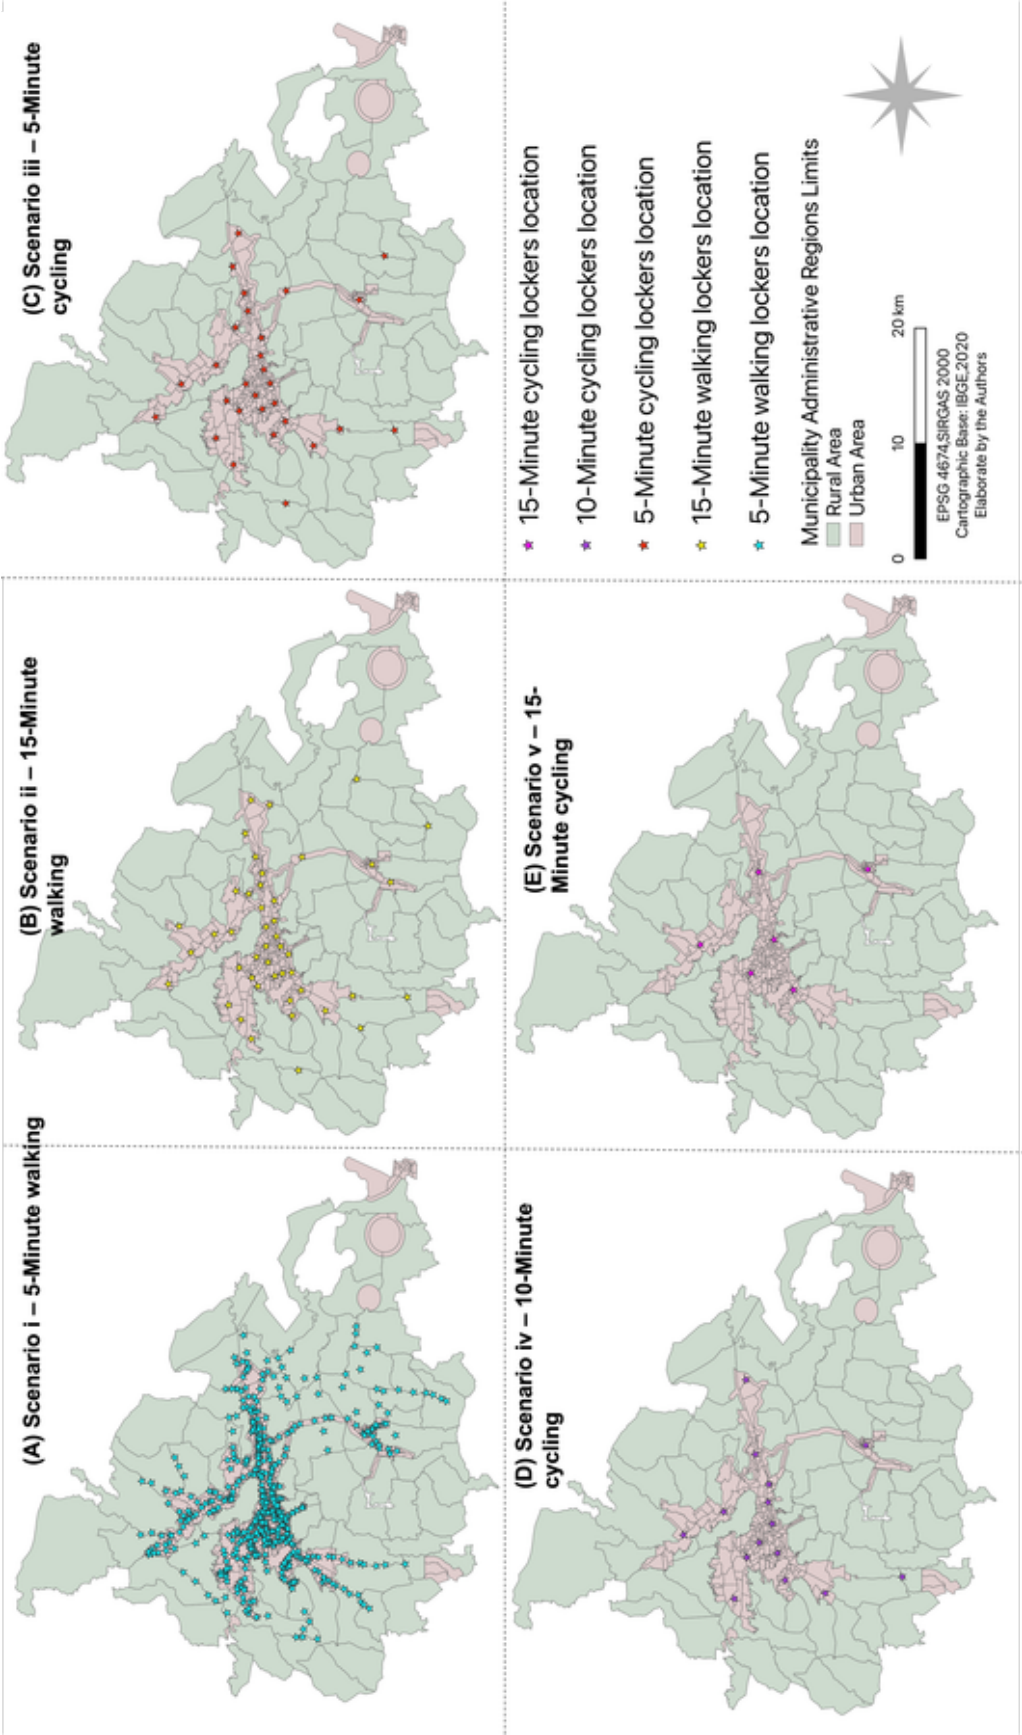 (A) Scenario i – 5-Minute walking
(B) Scenario ii – 15-Minute
walking
(C) Scenario iii – 5-Minute
cycling
(D) Scenario iv – 10-Minute
cycling
(E) Scenario v – 15-
Minute cycling
15-Minute cycling lockers location
10-Minute cycling lockers location
5-Minute cycling lockers location
15-Minute walking lockers location
5-Minute walking lockers location
Municipality Administrative Regions Limits
Rural Area
Urban Area
0 10 20 km
EPSG 4674,SIRGAS 2000
Cartographic Base: IBGE,2020
Elaborate by the Authors